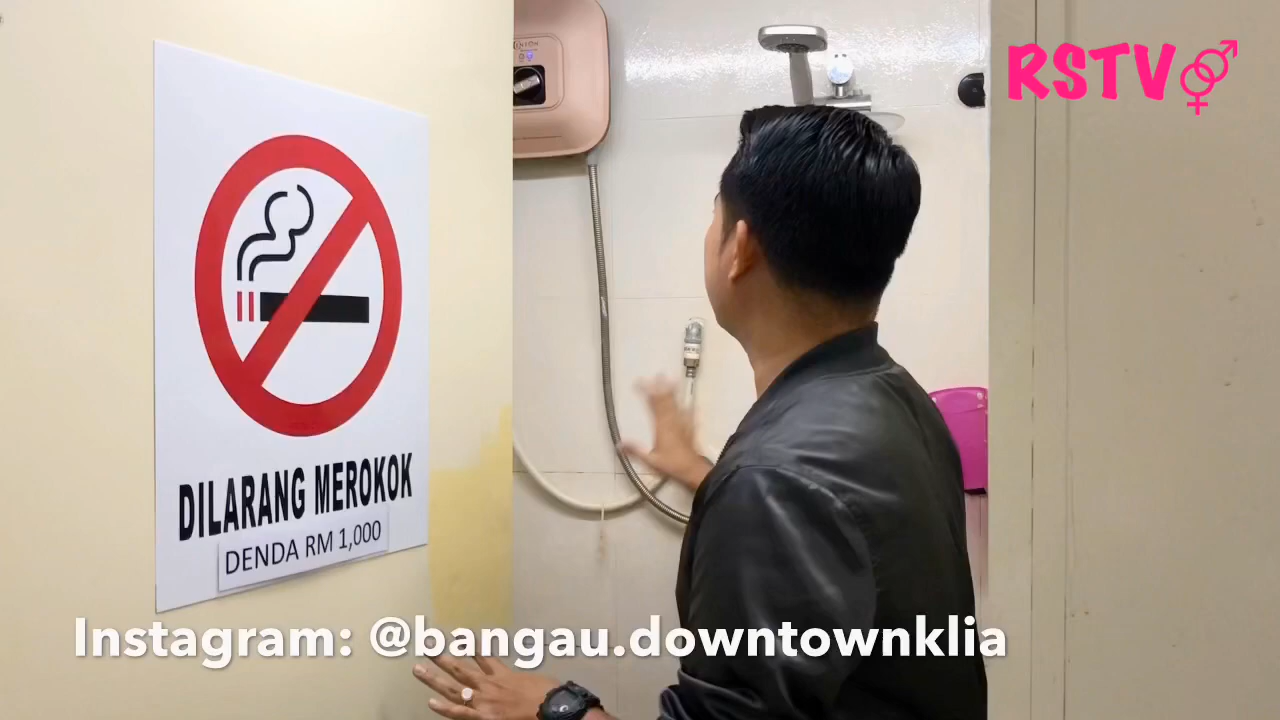 RSTV
DILARANG MEROKOK
DENDA RM 1,000
Instagram: @bangau.downtownklia